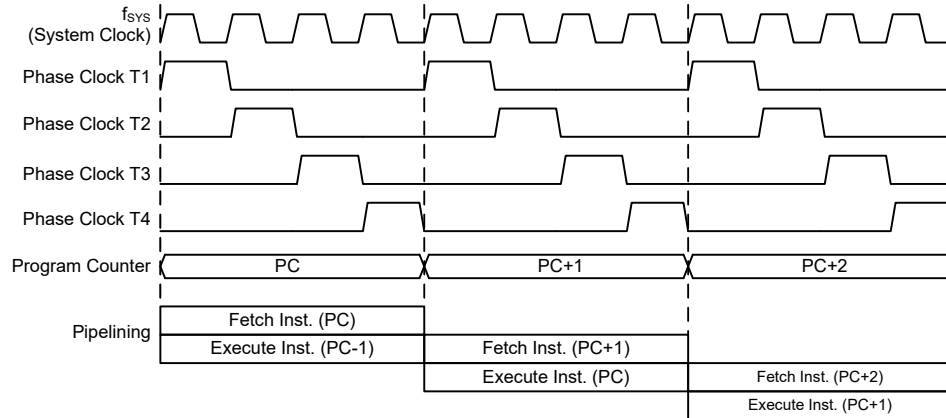 fSYS
(System Clock)
Phase Clock T1
Phase Clock T2
Phase Clock T3
Phase Clock T4
Program Counter PC PC+1 PC+2
Pipelining
Fetch Inst. (PC)
Execute Inst. (PC-1) Fetch Inst. (PC+1)
Execute Inst. (PC) Fetch Inst. (PC+2)
Execute Inst. (PC+1)